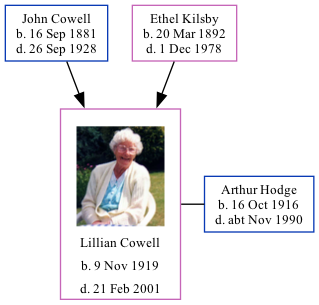 John Cowell
b. 16 Sep 1881
d. 26 Sep 1928
Ethel Kilsby
b. 20 Mar 1892
d. 1 Dec 1978
Lillian Cowell
b. 9 Nov 1919
d. 21 Feb 2001
Arthur Hodge
b. 16 Oct 1916
d. abt Nov 1990